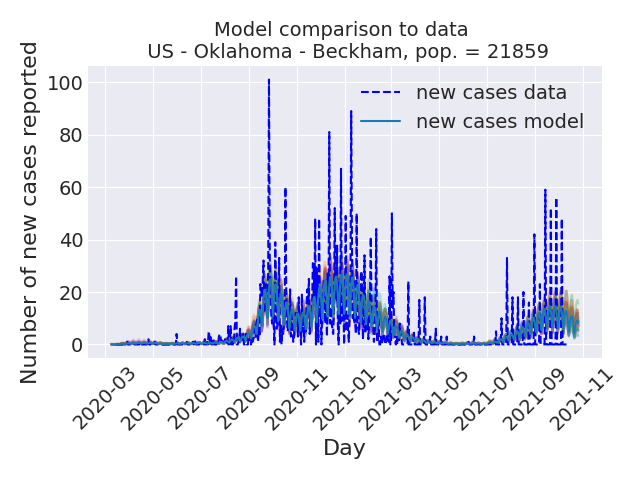 Model comparison to data
US - Oklahoma - Beckham, pop. = 21859
Number of new cases reported
100
80
60
40
20
0
new cases data
new cases model
2020-03
2020-05
2020-07
2020-09
2020-11
2021-01
2021-03
2021-05
2021-07
2021-09
2021-11
Day